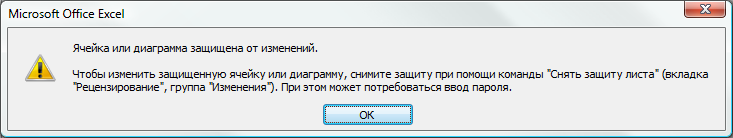 Microsoft Office Excel
Ячейка или диаграмма защищена от изменений.
Чтобы изменить защищенную ячейку или диаграмму, снимите защиту при помощи команды "Снять защиту листа" (вкладка
"Рецензирование", группа "Изменения"). При этом может потребоваться ввод пароля.
OK